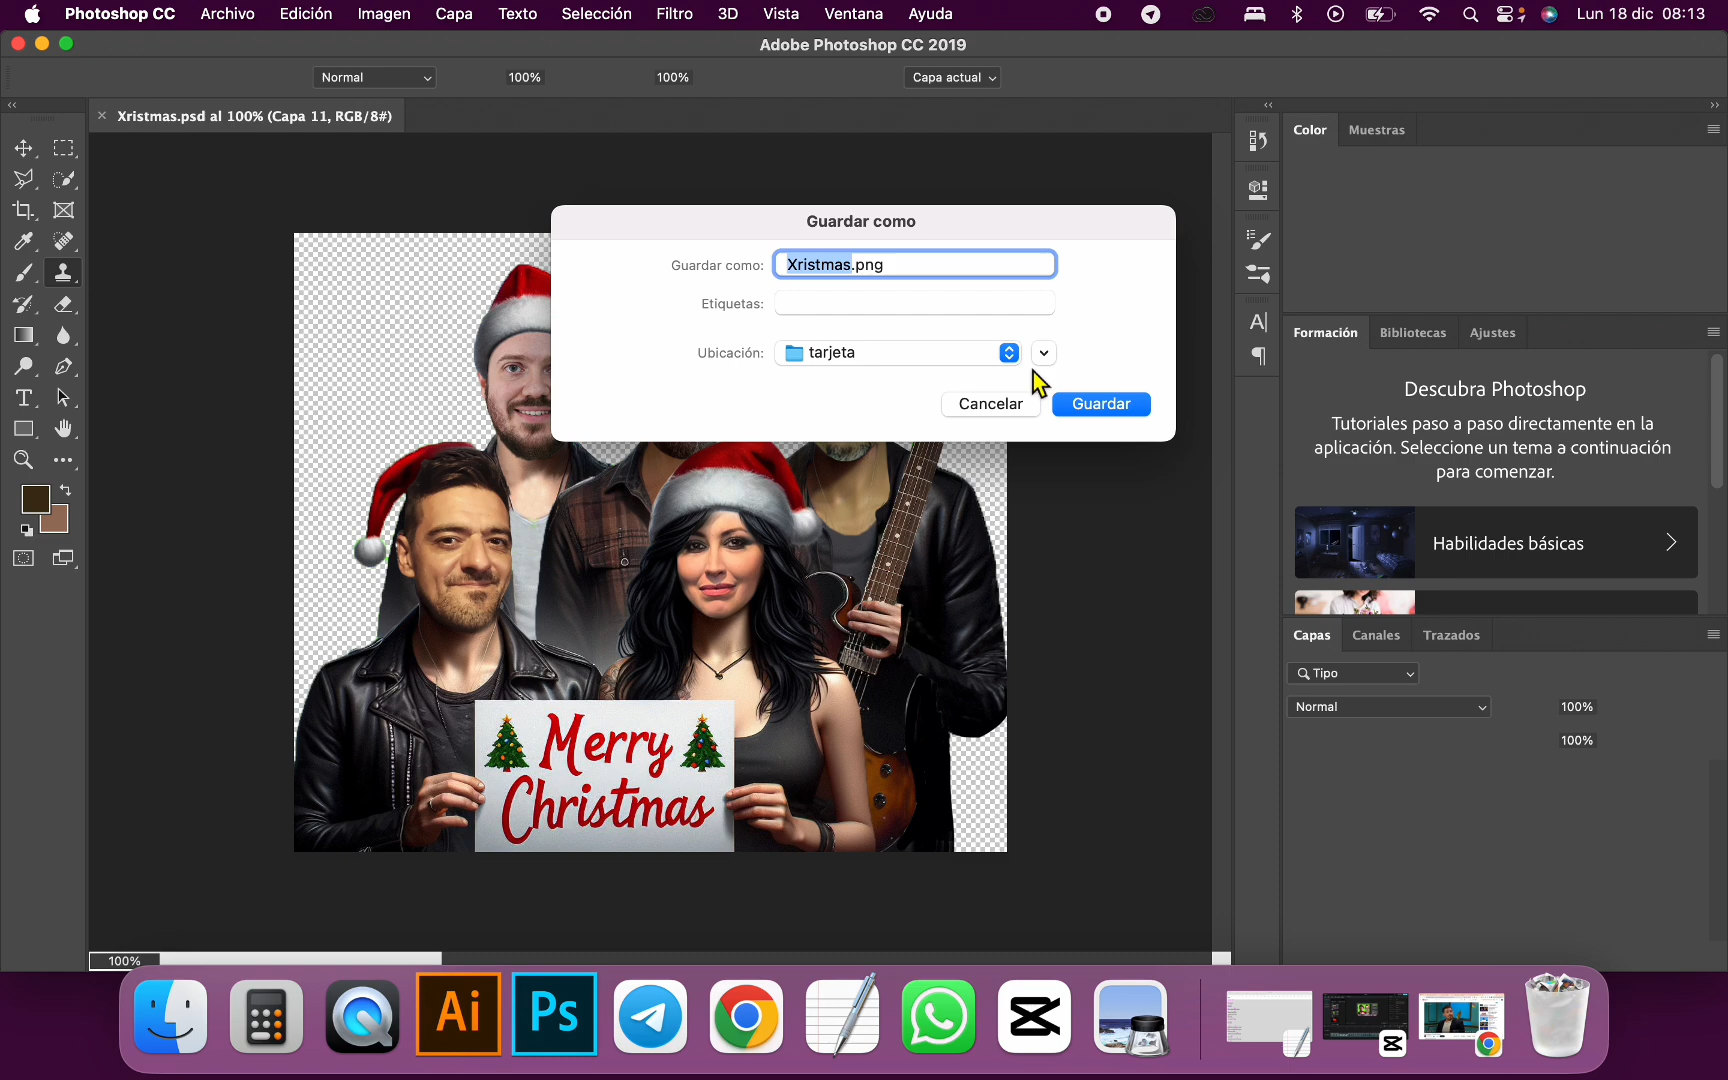 Photoshop CC Archivo Edición Imagen Capa Texto Selección Filtro 3D Vista Ventana Ayuda Lun 18 dic 08:13
Adobe Photoshop CC 2019
Normal 100% 100% Capa actual
Xristmas.psd al 100% (Capa 11, RGB/8#)
Color Muestras
Guardar como
Guardar como: Xristmas.png
Etiquetas:
Ubicación: tarjeta
Cancelar Guardar
Formación Bibliotecas Ajustes
Descubra Photoshop
Tutoriales paso a paso directamente en la
aplicación. Seleccione un tema a continuación
para comenzar.
Habilidades básicas
Capas Canales Trazados
Tipo
Normal 100%
100%
Merry
Christmas
100%
Ai Ps